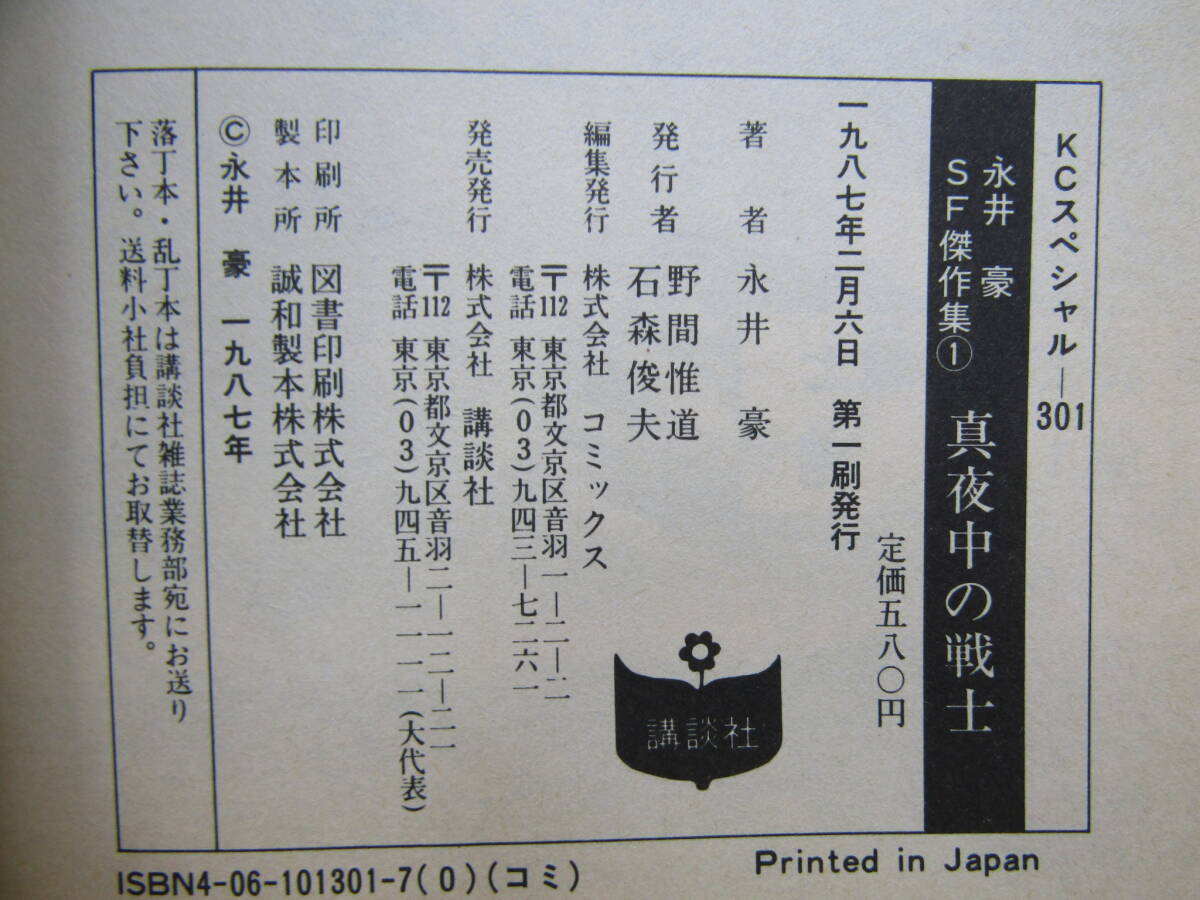 KCスペシャル―301
永井 豪
SF傑作集① 真夜中の戦士
定価五八〇円
一九八七年二月六日 第一刷発行
著者 永井 豪
発行者 野間惟道
石森俊夫
編集発行 株式会社 コミックス
〒112 東京都文京区音羽一―二―二
電話 東京(03)九四三―七二六一
発売発行 株式会社 講談社
〒112 東京都文京区音羽二―一二―二一
電話 東京(03)九四五―一一一一(大代表)
印刷所 図書印刷株式会社
製本所 誠和製本株式会社
©永井 豪 一九八七年
落丁本・乱丁本は講談社雑誌業務部宛にお送り
下さい。送料小社負担にてお取替します。
講談社
Printed in Japan
ISBN4-06-101301-7(0)(コミ)